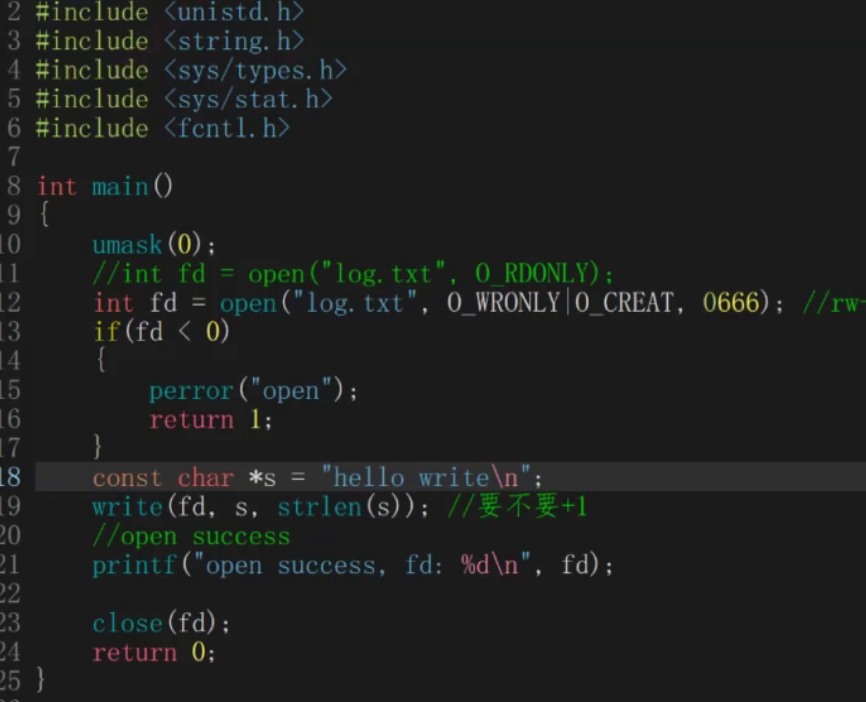 2 #include <unistd.h>
3 #include <string.h>
4 #include <sys/types.h>
5 #include <sys/stat.h>
6 #include <fcntl.h>
7
8 int main()
9 {
10     umask(0);
11     //int fd = open("log.txt", O_RDONLY);
12     int fd = open("log.txt", O_WRONLY|O_CREAT, 0666); //rw-
13     if(fd < 0)
14     {
15         perror("open");
16         return 1;
17     }
18     const char *s = "hello write\n";
19     write(fd, s, strlen(s)); //要不要+1
20     //open success
21     printf("open success, fd: %d\n", fd);
22
23     close(fd);
24     return 0;
25 }